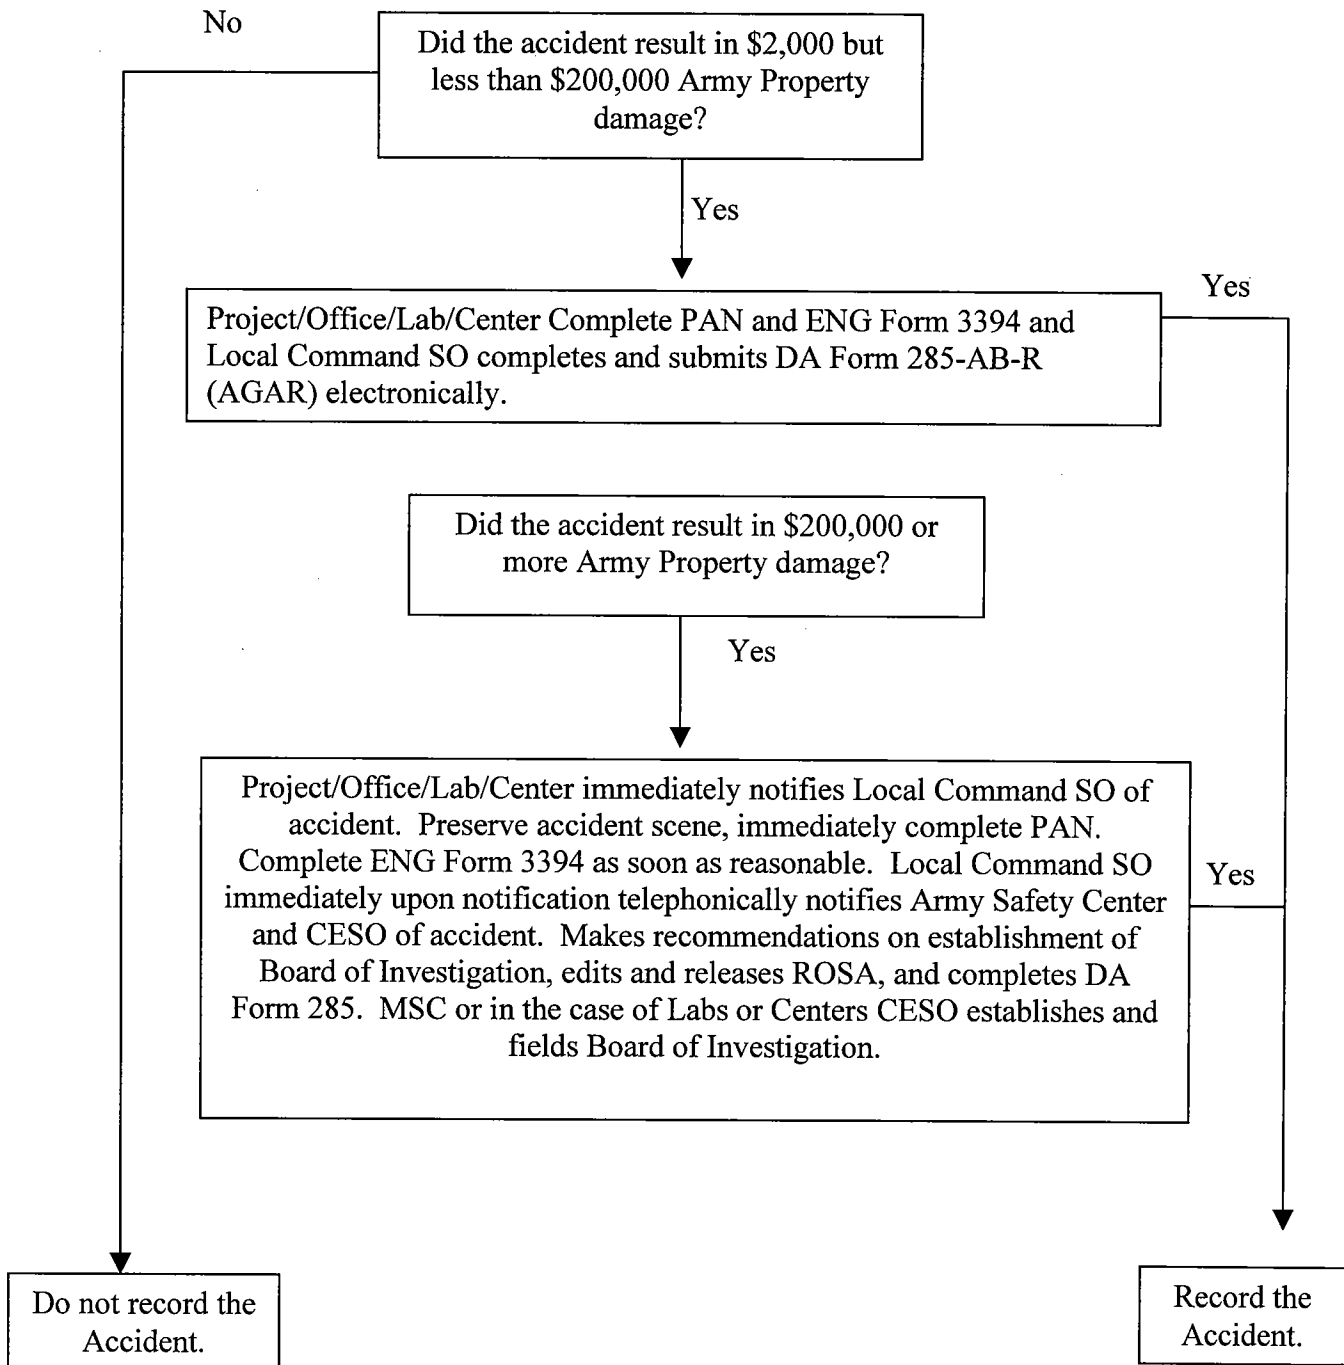 No
Did the accident result in $2,000 but
less than $200,000 Army Property
damage?
Yes
Yes
Project/Office/Lab/Center Complete PAN and ENG Form 3394 and
Local Command SO completes and submits DA Form 285-AB-R
(AGAR) electronically.
Did the accident result in $200,000 or
more Army Property damage?
Yes
Project/Office/Lab/Center immediately notifies Local Command SO of
accident. Preserve accident scene, immediately complete PAN.
Complete ENG Form 3394 as soon as reasonable. Local Command SO
immediately upon notification telephonically notifies Army Safety Center
and CESO of accident. Makes recommendations on establishment of
Board of Investigation, edits and releases ROSA, and completes DA
Form 285. MSC or in the case of Labs or Centers CESO establishes and
fields Board of Investigation.
Yes
Do not record the
Accident.
Record the
Accident.